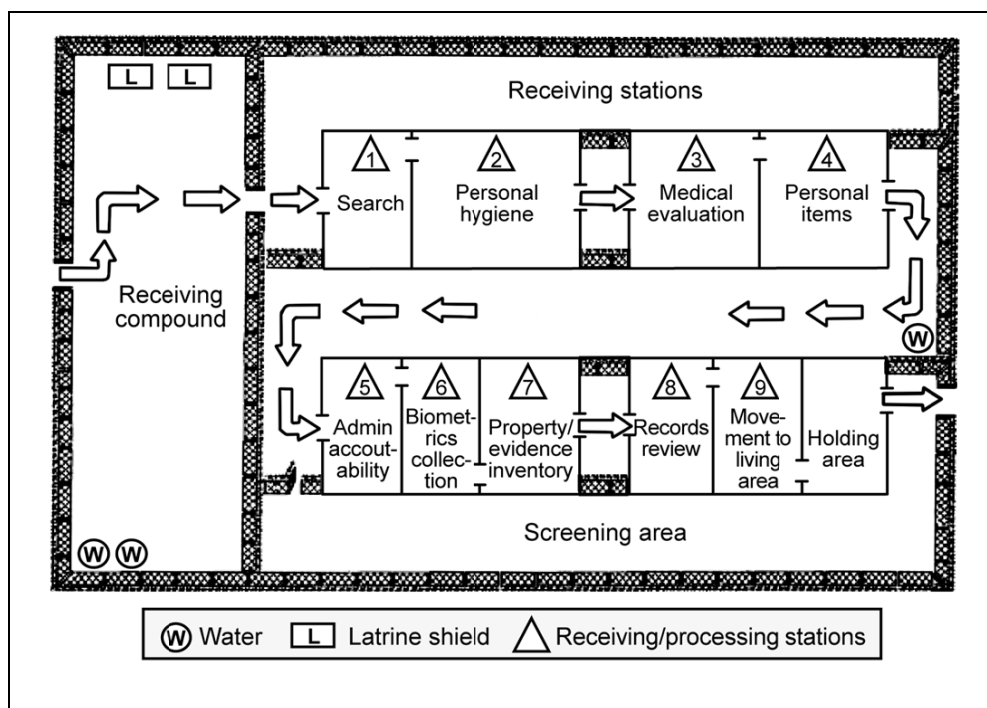 L L
Receiving stations
1
Search
2
Personal
hygiene
3
Medical
evaluation
4
Personal
items
Receiving
compound
W
5
Admin
accout-
ability
6
Biomet-
rics
collec-
tion
7
Property/
evidence
inventory
8
Records
review
9
Move-
ment to
living
area
Holding area
Screening area
W W
W Water L Latrine shield Receiving/processing stations